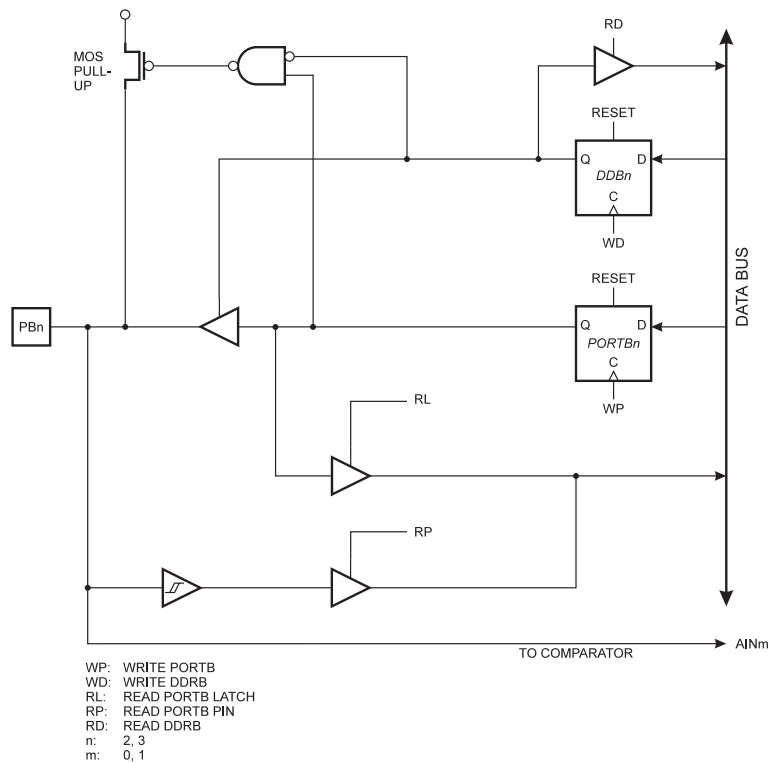 RD
MOS
PULL-
UP
RESET
Q D
DDBn
C
WD
RESET
PBn
Q D
PORTBn
C
WP
DATA BUS
RL
RP
TO COMPARATOR
AINm
WP: WRITE PORTB
WD: WRITE DDRB
RL: READ PORTB LATCH
RP: READ PORTB PIN
RD: READ DDRB
n: 2, 3
m: 0, 1